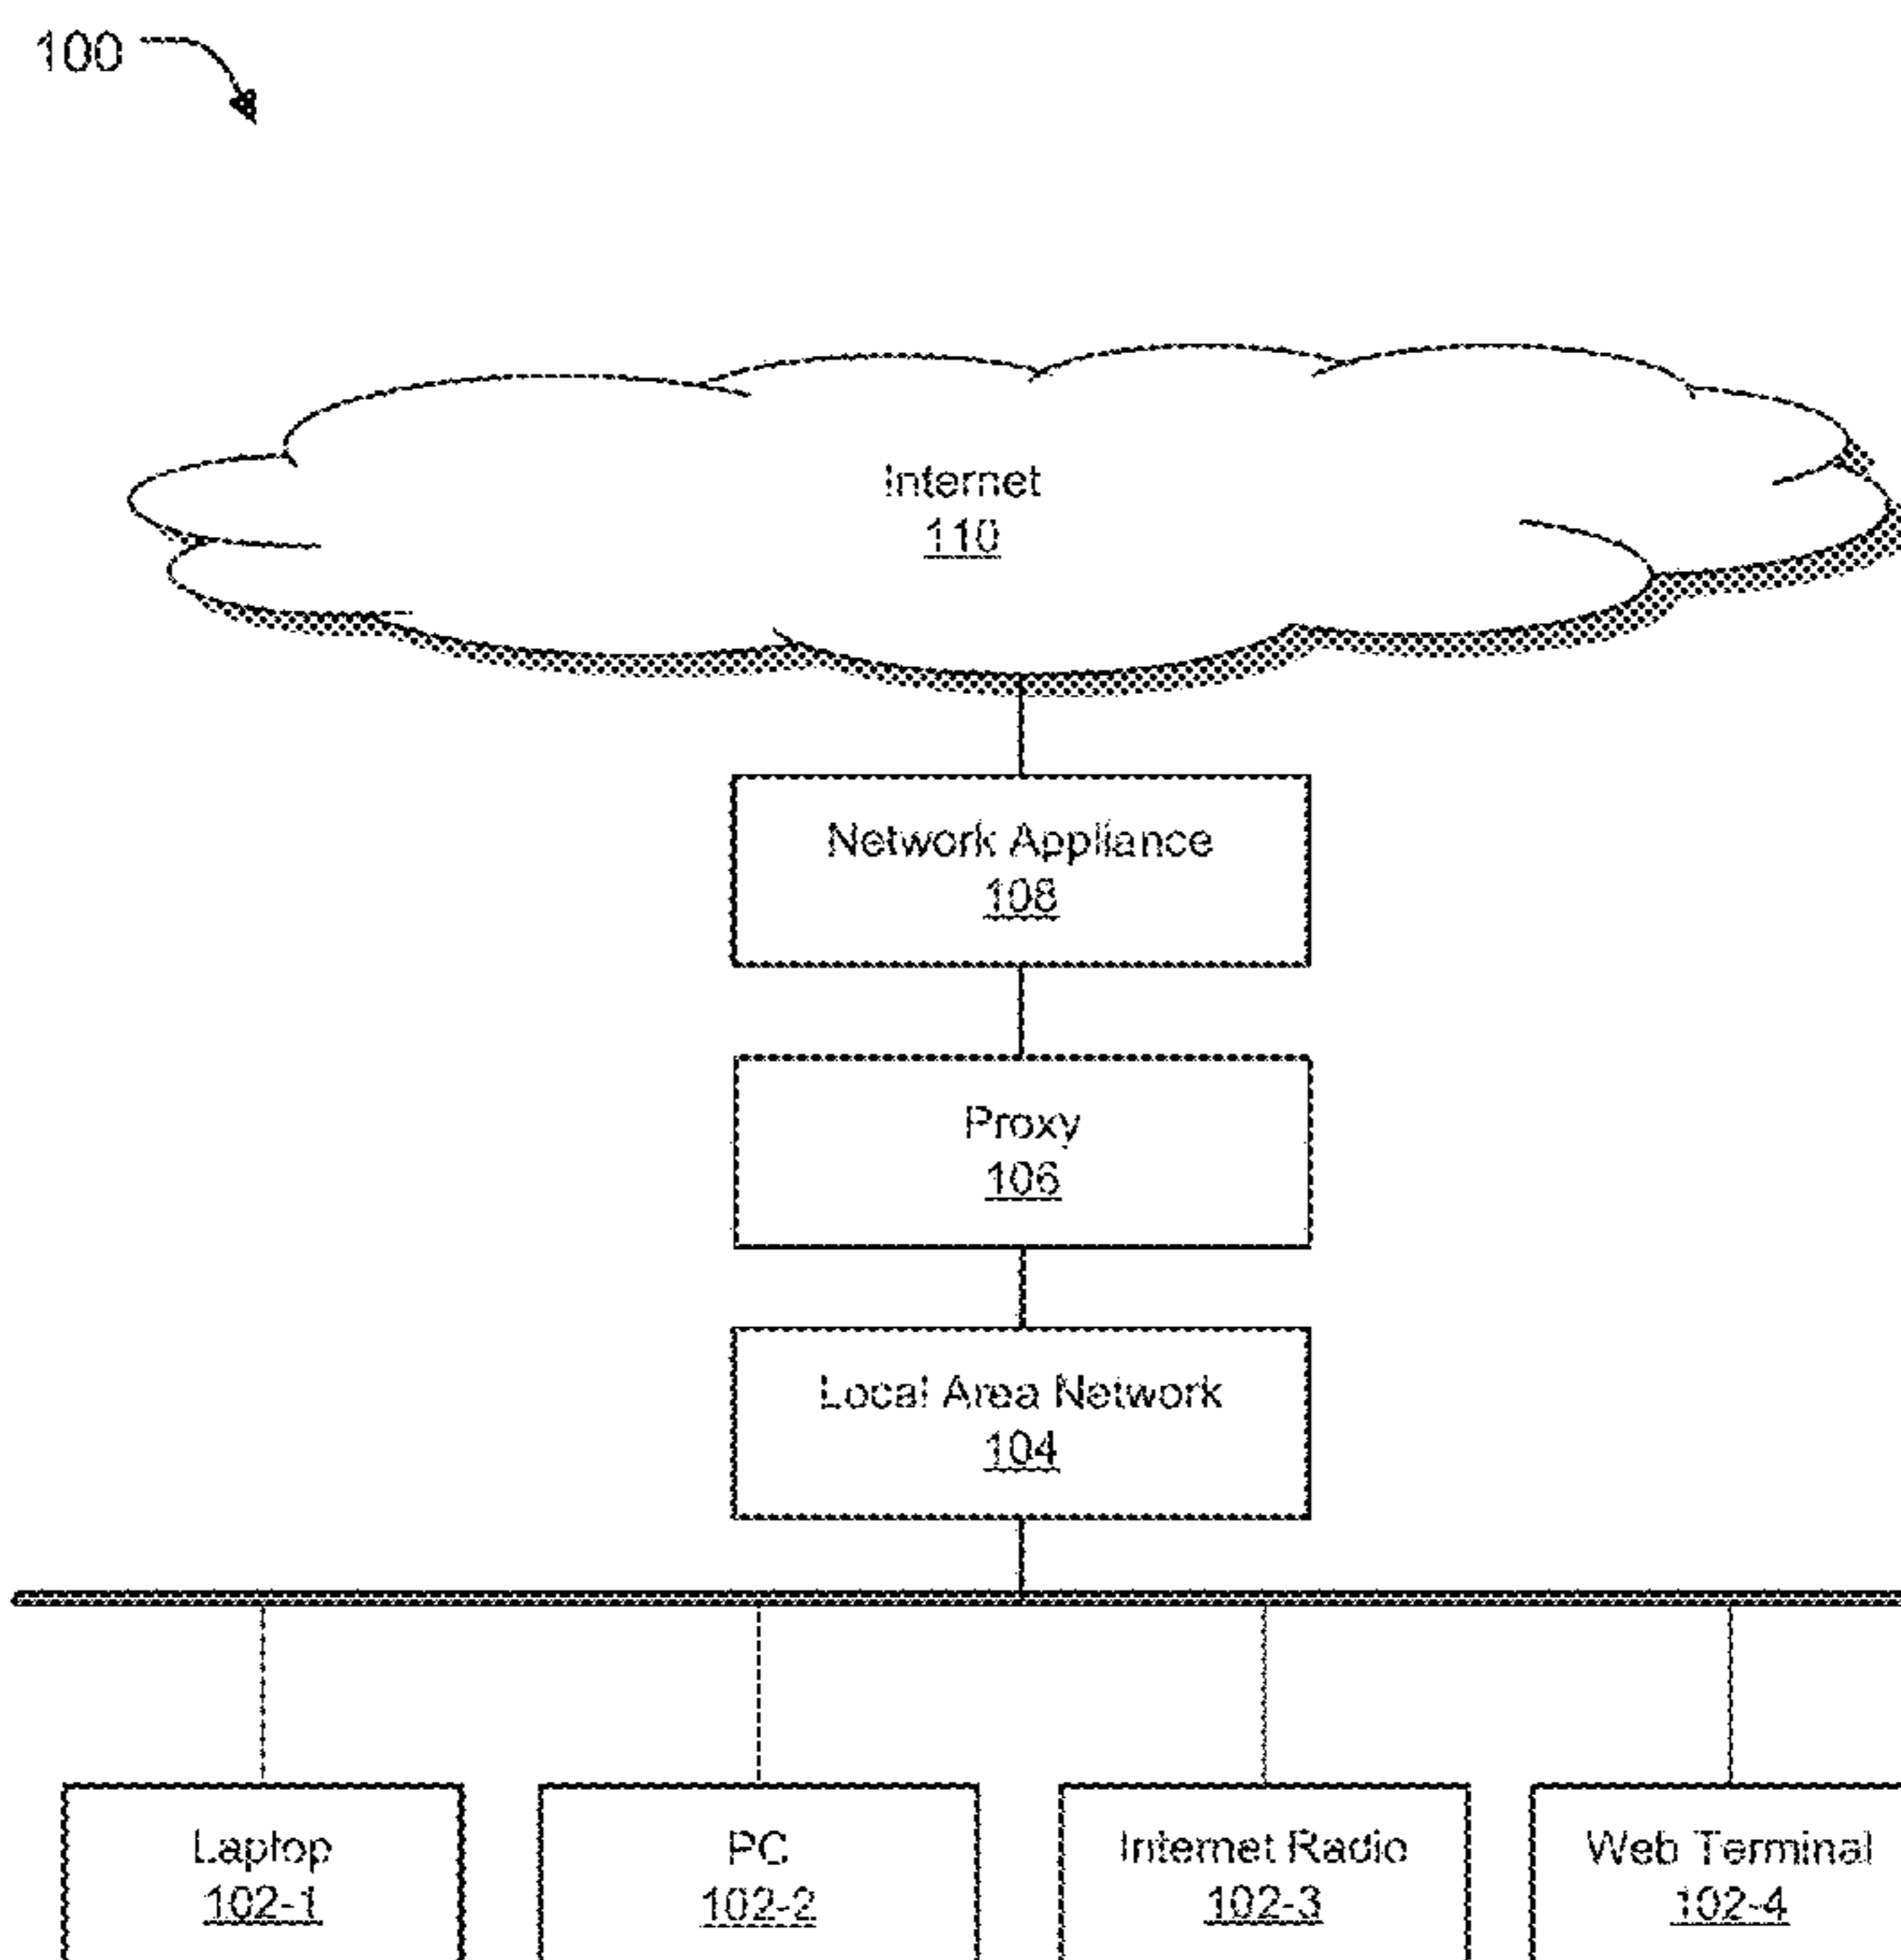 100
Internet
110
Network Appliance
108
Proxy
106
Local Area Network
104
Laptop
102-1
PC
102-2
Internet Radio
102-3
Web Terminal
102-4